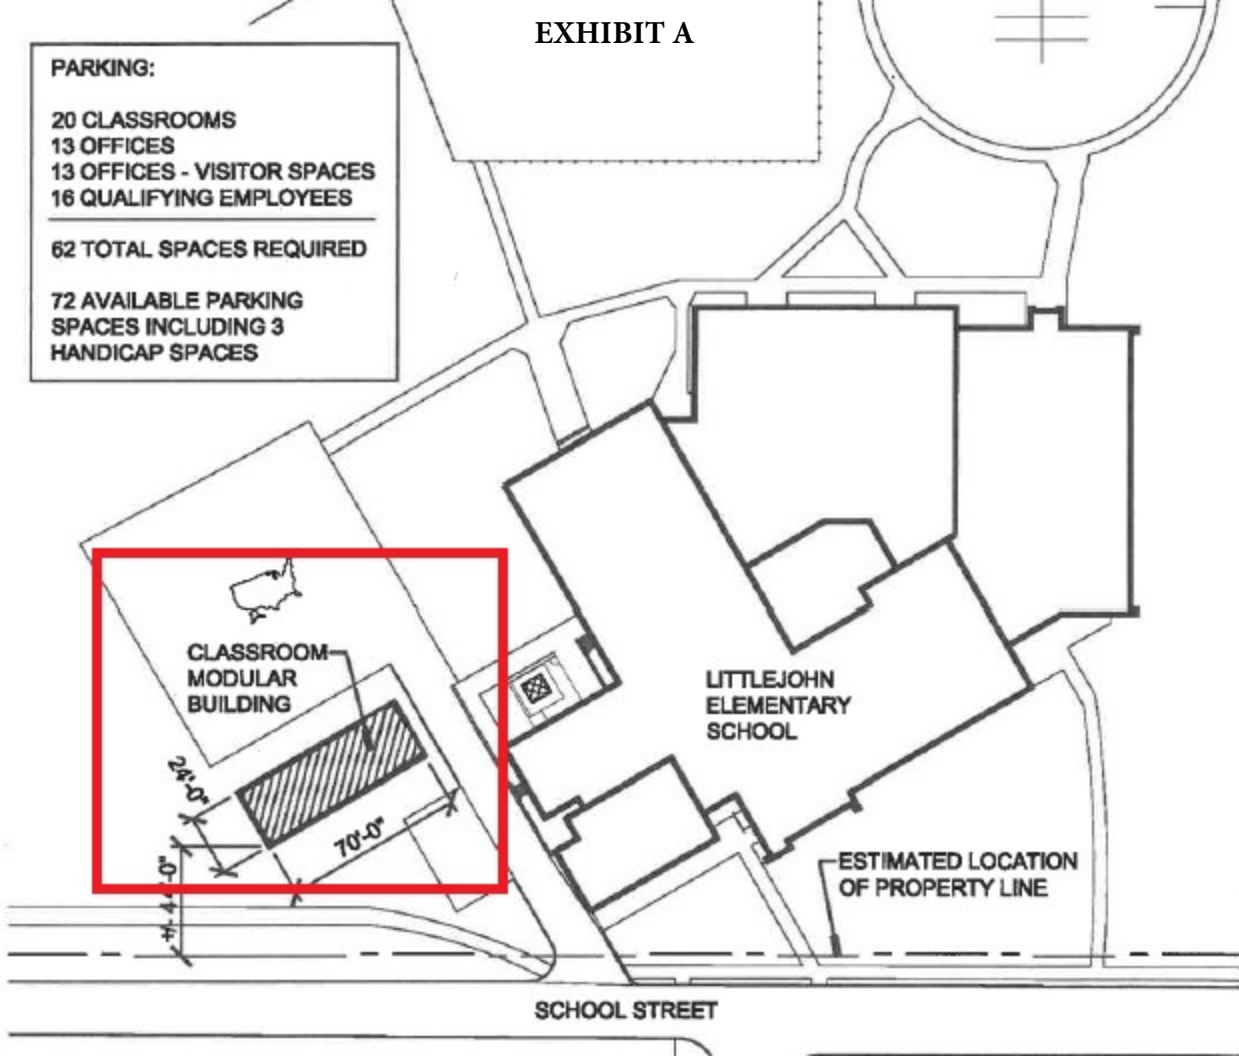 EXHIBIT A
PARKING:
20 CLASSROOMS
13 OFFICES
13 OFFICES - VISITOR SPACES
16 QUALIFYING EMPLOYEES
62 TOTAL SPACES REQUIRED
72 AVAILABLE PARKING
SPACES INCLUDING 3
HANDICAP SPACES
CLASSROOM
MODULAR
BUILDING
24'-0"
70'-0"
LITTLEJOHN
ELEMENTARY
SCHOOL
ESTIMATED LOCATION
OF PROPERTY LINE
SCHOOL STREET